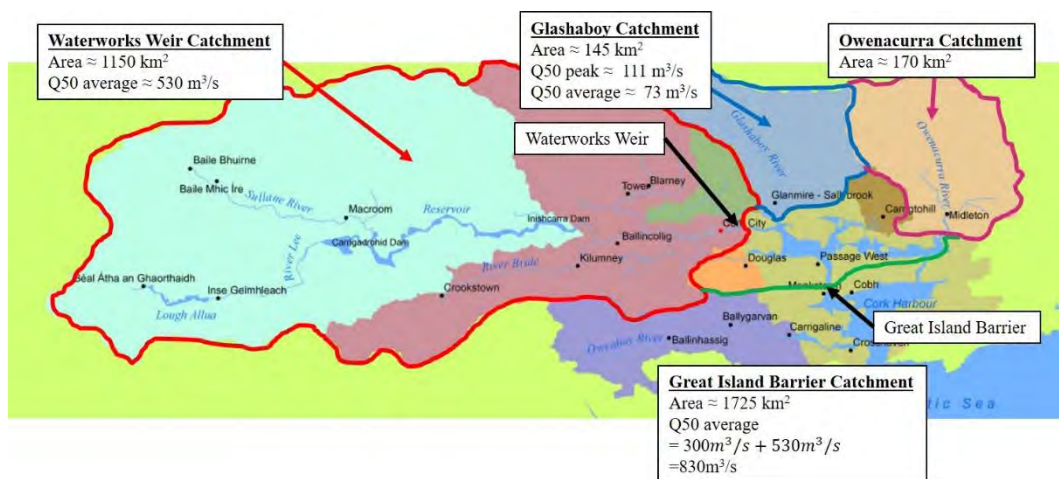 Waterworks Weir Catchment
Area ≈ 1150 km²
Q50 average ≈ 530 m³/s
Glashaboy Catchment
Area ≈ 145 km²
Q50 peak ≈ 111 m³/s
Q50 average ≈ 73 m³/s
Owenacurra Catchment
Area ≈ 170 km²
Waterworks Weir
Glashaboy River
Owenacurra River
Baile Bhuirne
Baile Mhic Íre
Sullane River
Macroom
Reservoir
Carrigadrohid Dam
Inishcarra Dam
Tower
Blarney
Glanmire - Sallybrook
Carrigtohill
Midleton
City
Ballincollig
River Bride
Kilumney
Douglas
Passage West
River Lee
Béal Átha an Ghaorthaidh
Inse Geimhleach
Lough Allua
Crookstown
Cobh
Cork Harbour
Great Island Barrier
Ballygarvan
Carrigaline
Owenboy River
Ballinhassig
Great Island Barrier Catchment
Area ≈ 1725 km²
Q50 average
= 300m³/s + 530m³/s
=830m³/s
Sea